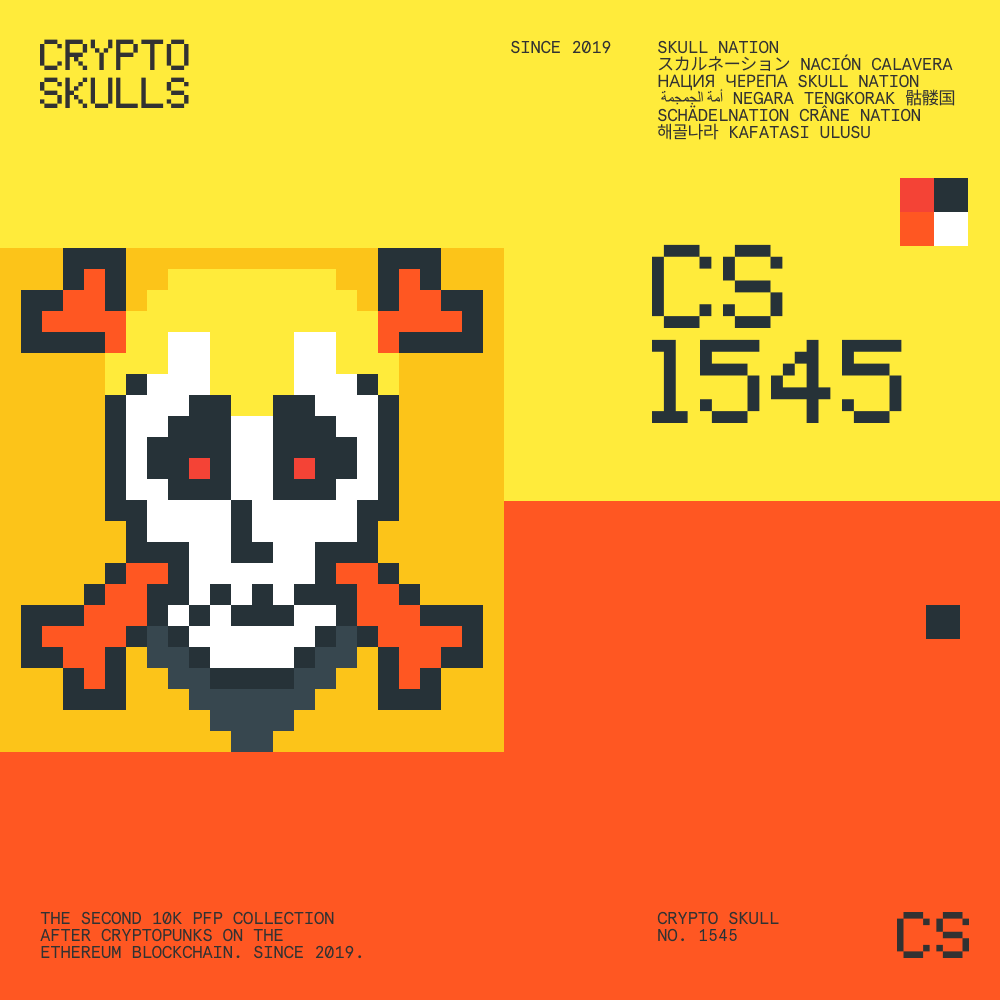 CRYPTO
SKULLS
SINCE 2019
SKULL NATION
スカルネーション NACIÓN CALAVERA
НАЦИЯ ЧЕРЕПА SKULL NATION
أمة الجمجمة NEGARA TENGKORAK 骷髅国
SCHÄDELNATION CRÂNE NATION
해골나라 KAFATASI ULUSU
CS
1545
THE SECOND 10K PFP COLLECTION
AFTER CRYPTOPUNKS ON THE
ETHEREUM BLOCKCHAIN. SINCE 2019.
CRYPTO SKULL
NO. 1545
CS